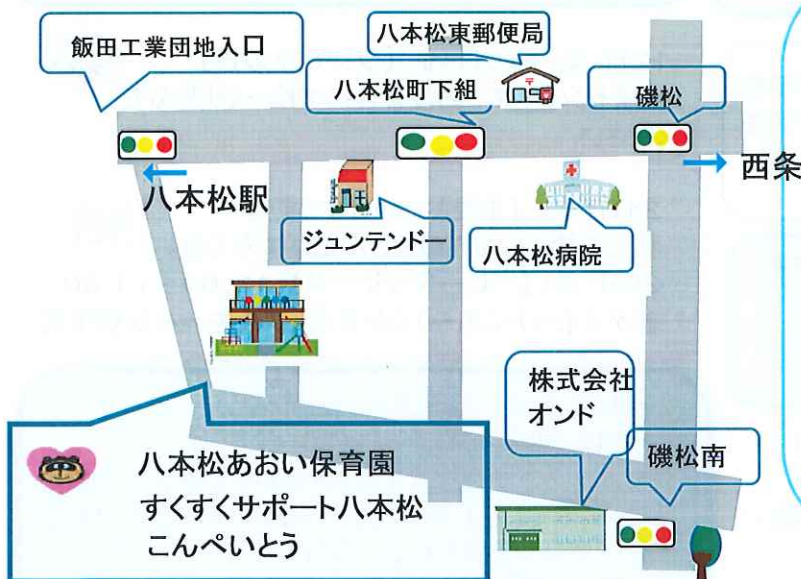 八本松東郵便局
飯田工業団地入口
八本松町下組
磯松
西条
八本松駅
ジュンテンドー
八本松病院
株式会社
オンド
磯松南
八本松あおい保育園
すくすくサポート八本松
こんぺいとう